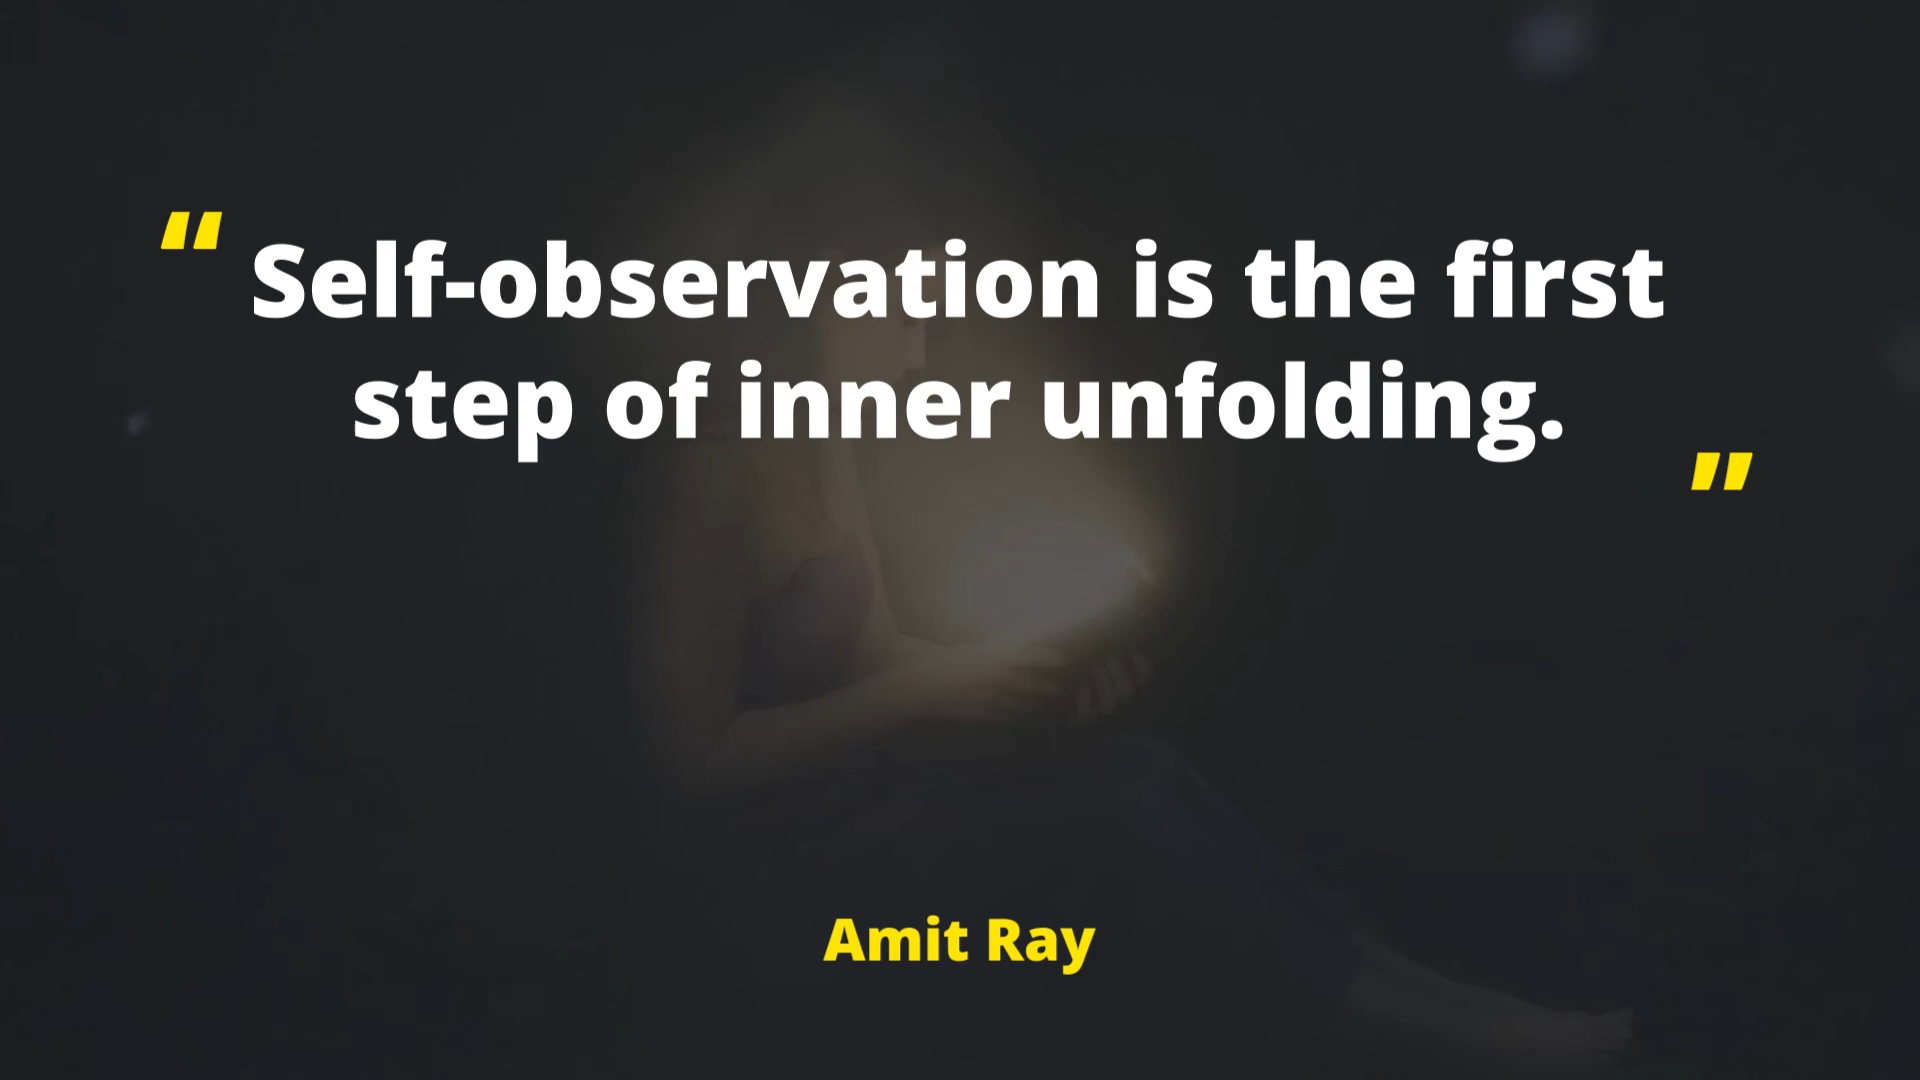 “ Self-observation is the first
step of inner unfolding. ”
Amit Ray